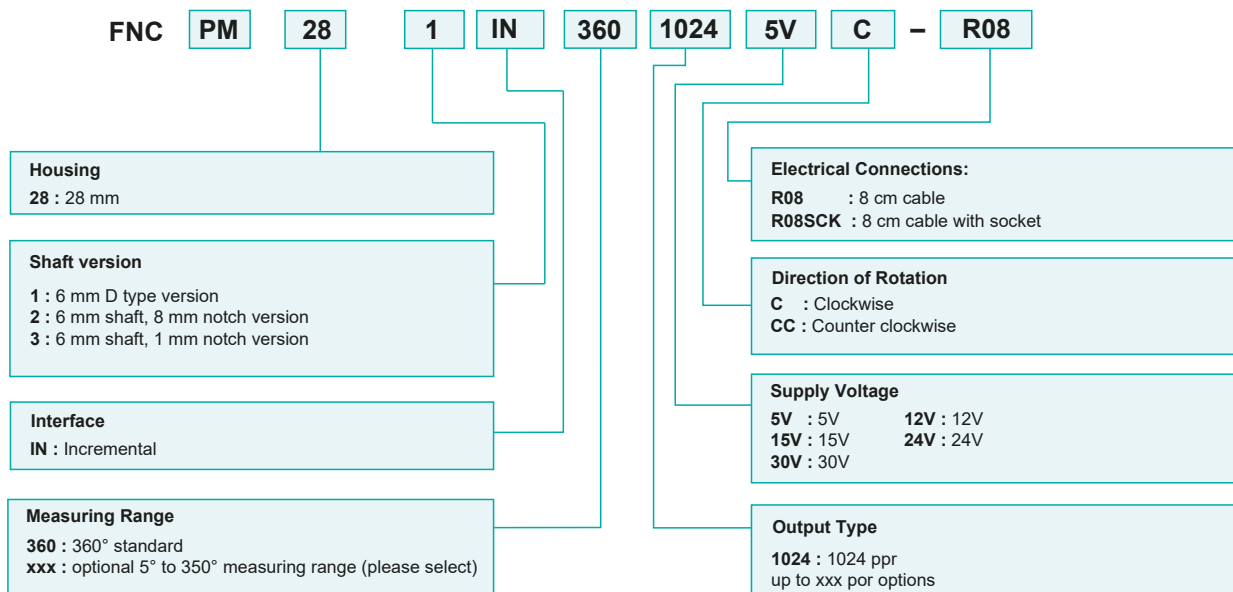 FNC PM 28 1 IN 360 1024 5V C – R08
Housing
28 : 28 mm
Shaft version
1 : 6 mm D type version
2 : 6 mm shaft, 8 mm notch version
3 : 6 mm shaft, 1 mm notch version
Interface
IN : Incremental
Measuring Range
360 : 360° standard
xxx : optional 5° to 350° measuring range (please select)
Electrical Connections:
R08 : 8 cm cable
R08SCK : 8 cm cable with socket
Direction of Rotation
C : Clockwise
CC : Counter clockwise
Supply Voltage
5V : 5V 12V : 12V
15V : 15V 24V : 24V
30V : 30V
Output Type
1024 : 1024 ppr
up to xxx por options